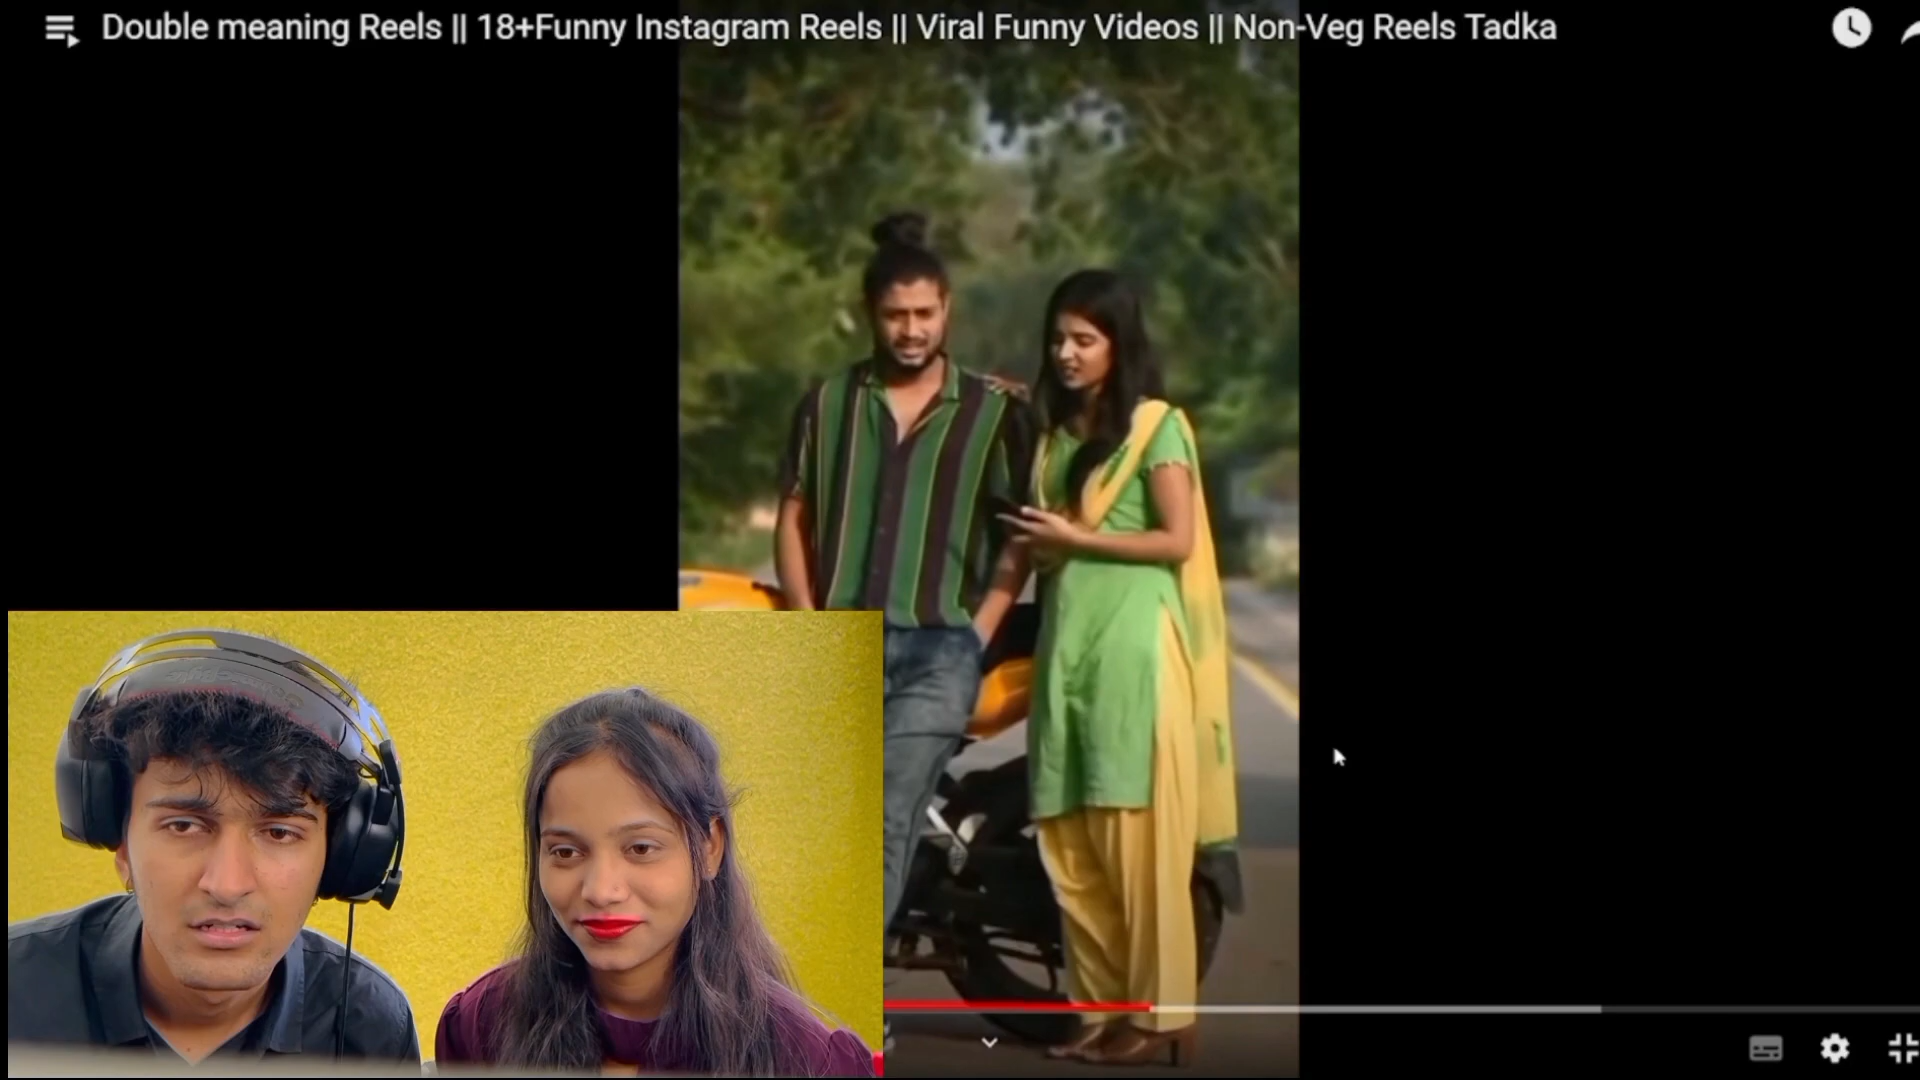 Double meaning Reels || 18+Funny Instagram Reels || Viral Funny Videos || Non-Veg Reels Tadka